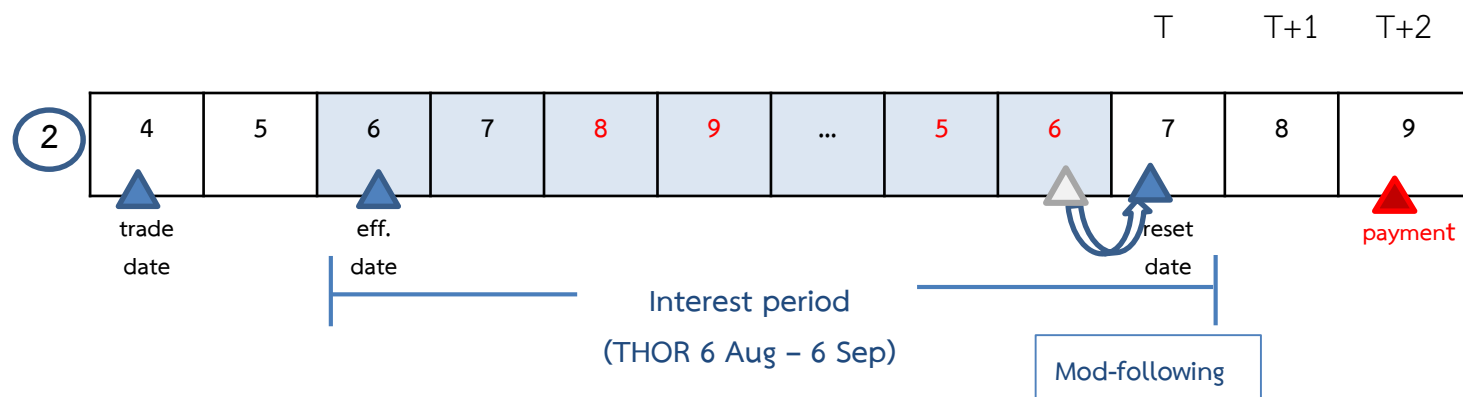 T T+1 T+2
2 4 5 6 7 8 9 ... 5 6 7 8 9
trade eff. reset payment
date date date
Interest period
(THOR 6 Aug – 6 Sep)
Mod-following